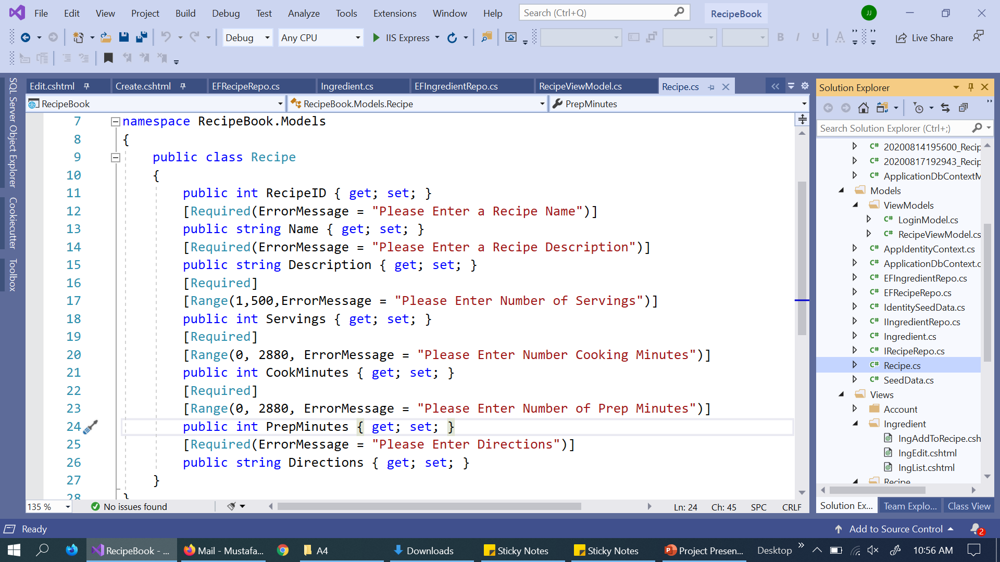 File Edit View Project Build Debug Test Analyze Tools Extensions Window Help Search (Ctrl+Q) RecipeBook JJ
Debug Any CPU IIS Express Live Share
SQL Server Object Explorer
Cookiecutter
Toolbox
Edit.cshtml Create.cshtml EFRecipeRepo.cs Ingredient.cs EFIngredientRepo.cs RecipeViewModel.cs Recipe.cs
RecipeBook RecipeBook.Models.Recipe PrepMinutes
7 namespace RecipeBook.Models
8 {
9 public class Recipe
10 {
11 public int RecipeID { get; set; }
12 [Required(ErrorMessage = "Please Enter a Recipe Name")]
13 public string Name { get; set; }
14 [Required(ErrorMessage = "Please Enter a Recipe Description")]
15 public string Description { get; set; }
16 [Required]
17 [Range(1,500,ErrorMessage = "Please Enter Number of Servings")]
18 public int Servings { get; set; }
19 [Required]
20 [Range(0, 2880, ErrorMessage = "Please Enter Number Cooking Minutes")]
21 public int CookMinutes { get; set; }
22 [Required]
23 [Range(0, 2880, ErrorMessage = "Please Enter Number of Prep Minutes")]
24 public int PrepMinutes { get; set; }
25 [Required(ErrorMessage = "Please Enter Directions")]
26 public string Directions { get; set; }
27 }
28 }
135 % No issues found Ln: 24 Ch: 45 SPC CRLF
Solution Explorer
Search Solution Explorer (Ctrl+;)
C# 20200814195600_Recip
C# 20200817192943_Recip
C# ApplicationDbContextM
Models
ViewModels
C# LoginModel.cs
C# RecipeViewModel.cs
C# AppIdentityContext.cs
C# ApplicationDbContext.c
C# EFIngredientRepo.cs
C# EFRecipeRepo.cs
C# IdentitySeedData.cs
C# IIngredientRepo.cs
C# Ingredient.cs
C# IRecipeRepo.cs
C# Recipe.cs
C# SeedData.cs
Views
Account
Ingredient
IngAddToRecipe.csh
IngEdit.cshtml
IngList.cshtml
Recipe
Solution Ex... Team Explo... Class View
Ready Add to Source Control 2
RecipeBook - ... Mail - Mustafa... A4 Downloads Sticky Notes Sticky Notes Project Presen... Desktop 10:56 AM